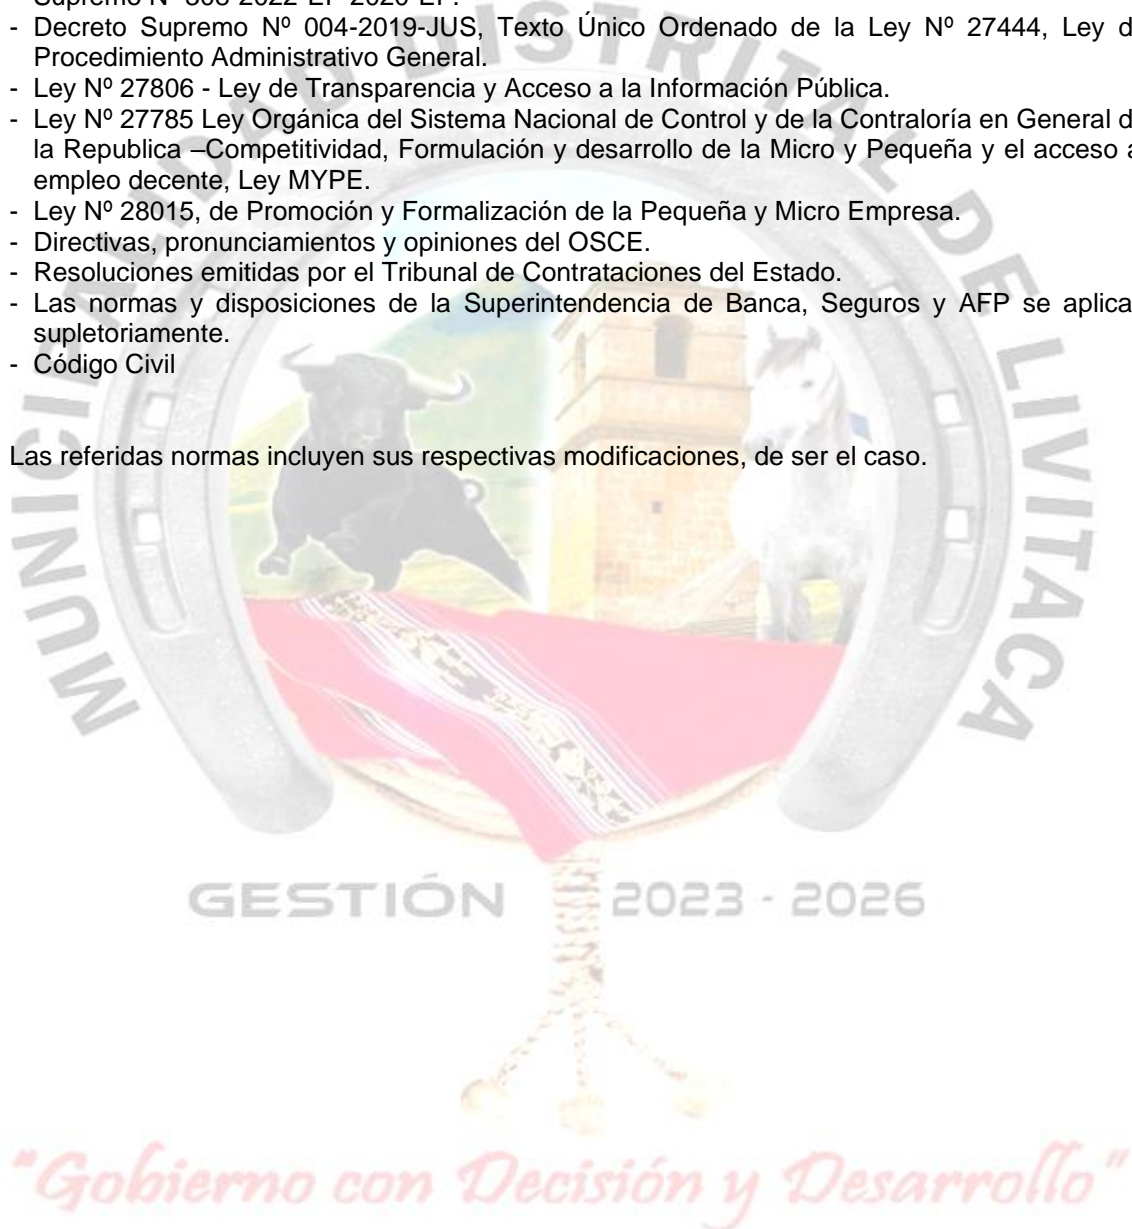 - Decreto Supremo Nº 004-2019-JUS, Texto Único Ordenado de la Ley Nº 27444, Ley
Procedimiento Administrativo General.
- Ley Nº 27806 - Ley de Transparencia y Acceso a la Información Pública.
- Ley Nº 27785 Ley Orgánica del Sistema Nacional de Control y de la Contraloría en General
la Republica –Competitividad, Formulación y desarrollo de la Micro y Pequeña y el acceso
empleo decente, Ley MYPE.
- Ley Nº 28015, de Promoción y Formalización de la Pequeña y Micro Empresa.
- Directivas, pronunciamientos y opiniones del OSCE.
- Resoluciones emitidas por el Tribunal de Contrataciones del Estado.
- Las normas y disposiciones de la Superintendencia de Banca, Seguros y AFP se aplica
supletoriamente.
- Código Civil
Las referidas normas incluyen sus respectivas modificaciones, de ser el caso.
MUNICIPALIDAD DISTRITAL DE LIVITACA
GESTIÓN 2023 - 2026
"Gobierno con Decisión y Desarrollo"